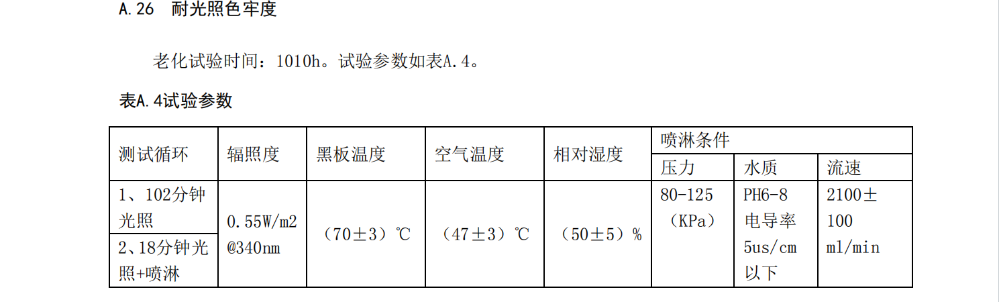 A.26 耐光照色牢度
老化试验时间：1010h。试验参数如表A.4。
表A.4试验参数
测试循环 辐照度 黑板温度 空气温度 相对湿度 喷淋条件
压力 水质 流速
1、102分钟
光照
2、18分钟光
照+喷淋
0.55W/m2
@340nm
（70±3）℃
（47±3）℃
（50±5）%
80-125
（KPa）
PH6-8
电导率
5us/cm
以下
2100±
100
ml/min